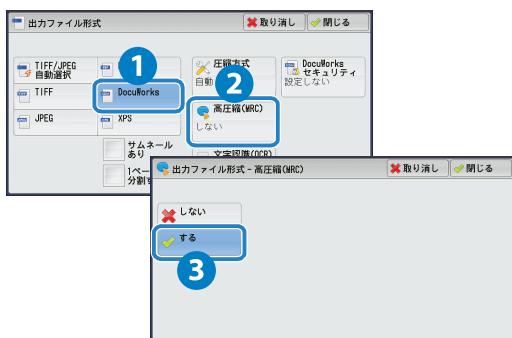 出力ファイル形式
取り消し
閉じる
TIFF/JPEG
自動選択
TIFF
DocuWorks
JPEG
XPS
サムネール
あり
1ペー
分割す
圧縮方式
自動
高圧縮(MRC)
しない
文字認識(OCR)
DocuWorks
セキュリティ
設定しない
1
2
出力ファイル形式 - 高圧縮(MRC)
取り消し
閉じる
しない
する
3